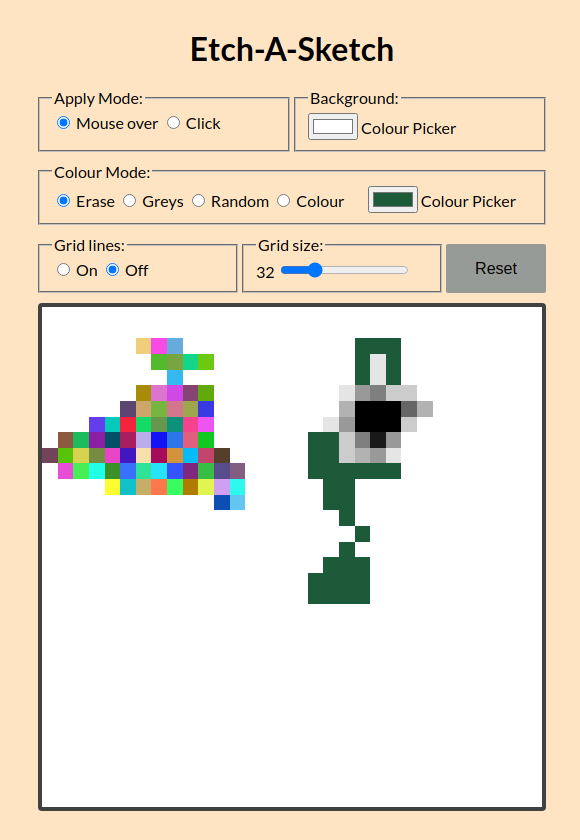 Etch-A-Sketch
Apply Mode:
Mouse over Click
Background:
Colour Picker
Colour Mode:
Erase Greys Random Colour Colour Picker
Grid lines:
On Off
Grid size:
32
Reset